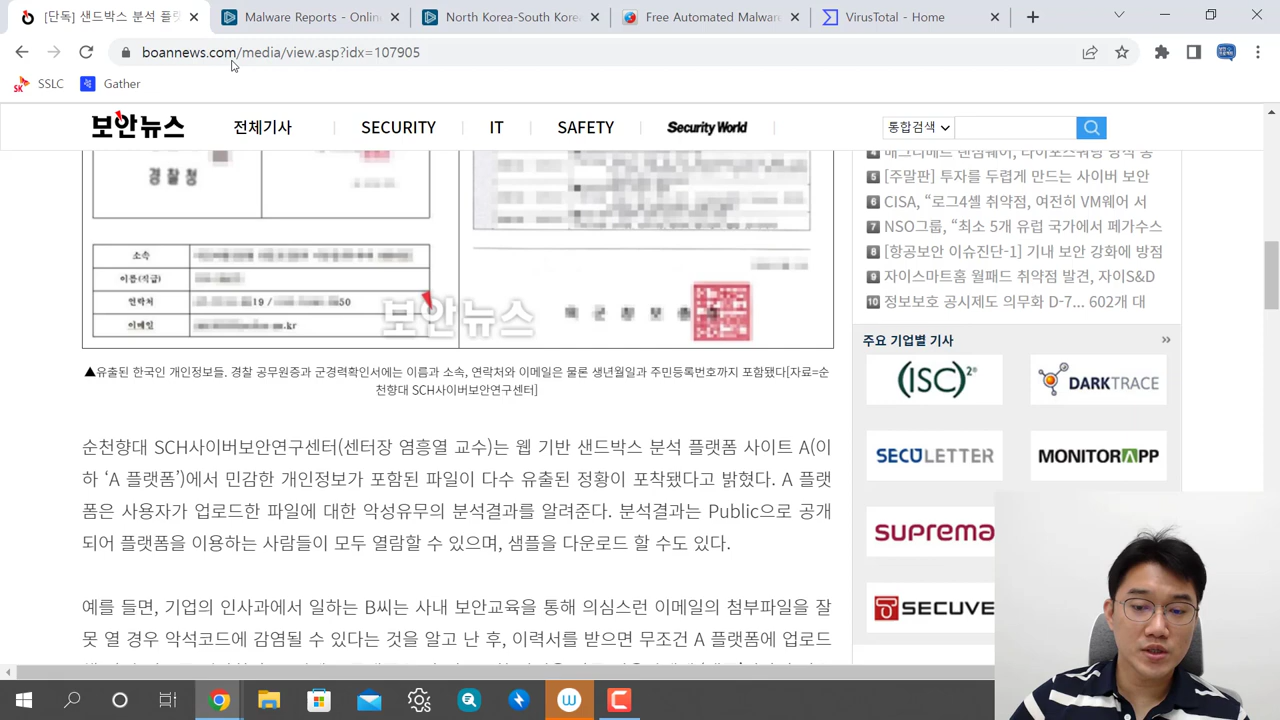 [단독] 샌드박스 분석 플랫
Malware Reports - Onlin
North Korea-South Kore
Free Automated Malware
VirusTotal - Home
boannews.com/media/view.asp?idx=107905
SSLC
Gather
보안뉴스
전체기사
SECURITY
IT
SAFETY
Security World
통합검색
경찰청
소속
이름(직급)
연락처
19 /
50
이메일
.kr
보안뉴스
▲유출된 한국인 개인정보들. 경찰 공무원증과 군경력확인서에는 이름과 소속, 연락처와 이메일은 물론 생년월일과 주민등록번호까지 포함됐다[자료=순
천향대 SCH사이버보안연구센터]
순천향대 SCH사이버보안연구센터(센터장 염흥열 교수)는 웹 기반 샌드박스 분석 플랫폼 사이트 A(이
하 ‘A 플랫폼’)에서 민감한 개인정보가 포함된 파일이 다수 유출된 정황이 포착됐다고 밝혔다. A 플랫
폼은 사용자가 업로드한 파일에 대한 악성유무의 분석결과를 알려준다. 분석결과는 Public으로 공개
되어 플랫폼을 이용하는 사람들이 모두 열람할 수 있으며, 샘플을 다운로드 할 수도 있다.
예를 들면, 기업의 인사과에서 일하는 B씨는 사내 보안교육을 통해 의심스런 이메일의 첨부파일을 잘
못 열 경우 악석코드에 감염될 수 있다는 것을 알고 난 후, 이력서를 받으면 무조건 A 플랫폼에 업로드
4
5 [주말판] 투자를 두렵게 만드는 사이버 보안
6 CISA, “로그4셸 취약점, 여전히 VM웨어 서
7 NSO그룹, “최소 5개 유럽 국가에서 페가수스
8 [항공보안 이슈진단-1] 기내 보안 강화에 방점
9 자이스마트홈 월패드 취약점 발견, 자이S&D
10 정보보호 공시제도 의무화 D-7... 602개 대
주요 기업별 기사
(ISC)²
DARKTRACE
SECULETTER
MONITORAPP
suprema
SECUVE